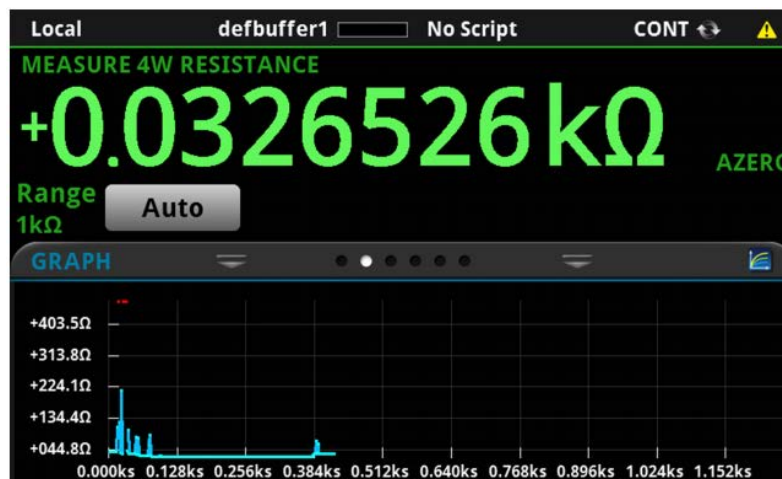 Local defbuffer1 No Script CONT
MEASURE 4W RESISTANCE
+0.0326526 kΩ
AZERO
Range Auto
1kΩ
GRAPH
+403.5Ω
+313.8Ω
+224.1Ω
+134.4Ω
+044.8Ω
0.000ks 0.128ks 0.256ks 0.384ks 0.512ks 0.640ks 0.768ks 0.896ks 1.024ks 1.152ks